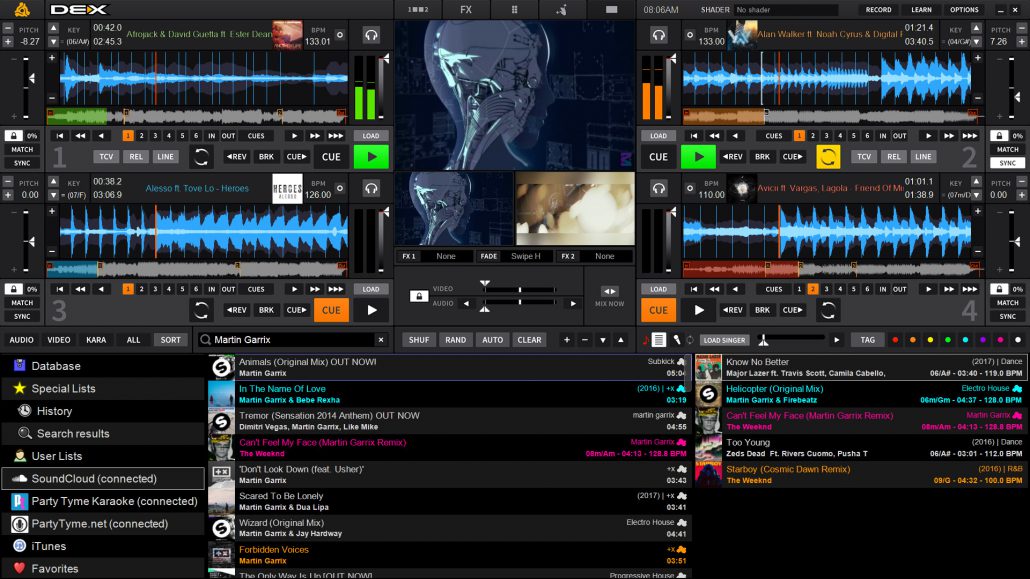 DEX 1 2 FX 08:06AM SHADER No shader RECORD LEARN OPTIONS
PITCH -8.27 KEY = (06/A#) 00:42.0 02:45.3 Afrojack & David Guetta ft. Ester Dean BPM 133.01
0% MATCH SYNC 1 1 2 3 4 5 6 IN OUT CUES LOAD
TCV REL LINE ◄REV BRK CUE► CUE
133.00 BPM Alan Walker ft. Noah Cyrus & Digital F 01:21.4 03:40.5 KEY = (04/G#) PITCH 7.26
LOAD CUES 1 2 3 4 5 6 IN OUT 0% MATCH SYNC
CUE ◄REV BRK CUE► TCV REL LINE 2
PITCH 0.00 KEY = (07/F) 00:38.2 03:06.9 Alesso ft. Tove Lo - Heroes HEROES ALESSO BPM 126.00
0% MATCH SYNC 3 1 2 3 4 5 6 IN OUT CUES LOAD
◄REV BRK CUE► CUE
110.00 BPM Avicii ft. Vargas, Lagola - Friend Of M 01:01.1 01:38.9 KEY = (07m/D) PITCH 0.00
LOAD CUES 1 2 3 4 5 6 IN OUT 0% MATCH SYNC
CUE ◄REV BRK CUE► 4
FX 1 None FADE Swipe H FX 2 None
VIDEO
AUDIO
MIX NOW
AUDIO VIDEO KARA ALL SORT Martin Garrix SHUF RAND AUTO CLEAR LOAD SINGER TAG
Database
Special Lists
History
Search results
User Lists
SoundCloud (connected)
Party Tyme Karaoke (connected)
PartyTyme.net (connected)
iTunes
Favorites
Animals (Original Mix) OUT NOW! Subkick
Martin Garrix 05:04
In The Name Of Love (2016) | +x
Martin Garrix & Bebe Rexha 03:19
Tremor (Sensation 2014 Anthem) OUT NOW martin garrix
Dimitri Vegas, Martin Garrix, Like Mike 04:55
Can't Feel My Face (Martin Garrix Remix) Martin Garrix
The Weeknd 08m/Am - 04:13 - 128.8 BPM
'Don't Look Down (feat. Usher)' +x
Martin Garrix 03:43
Scared To Be Lonely (2017) | +x
Martin Garrix & Dua Lipa 03:41
Wizard (Original Mix) Electro House
Martin Garrix & Jay Hardway 04:41
Forbidden Voices +x
Martin Garrix 03:51
The Only Way Is Up [OUT NOW] Progressive House
Know No Better (2017) | Dance
Major Lazer ft. Travis Scott, Camila Cabello, 06/A# - 03:40 - 119.0 BPM
Helicopter (Original Mix) Electro House
Martin Garrix & Firebeatz 06m/Gm - 04:37 - 128.0 BPM
Can't Feel My Face (Martin Garrix Remix) Martin Garrix
The Weeknd 08m/Am - 04:13 - 128.8 BPM
Too Young (2016) | Dance
Zeds Dead Ft. Rivers Cuomo, Pusha T 06/A# - 03:01 - 112.0 BPM
Starboy (Cosmic Dawn Remix) (2016) | R&B
The Weeknd 09/G - 04:32 - 100.0 BPM